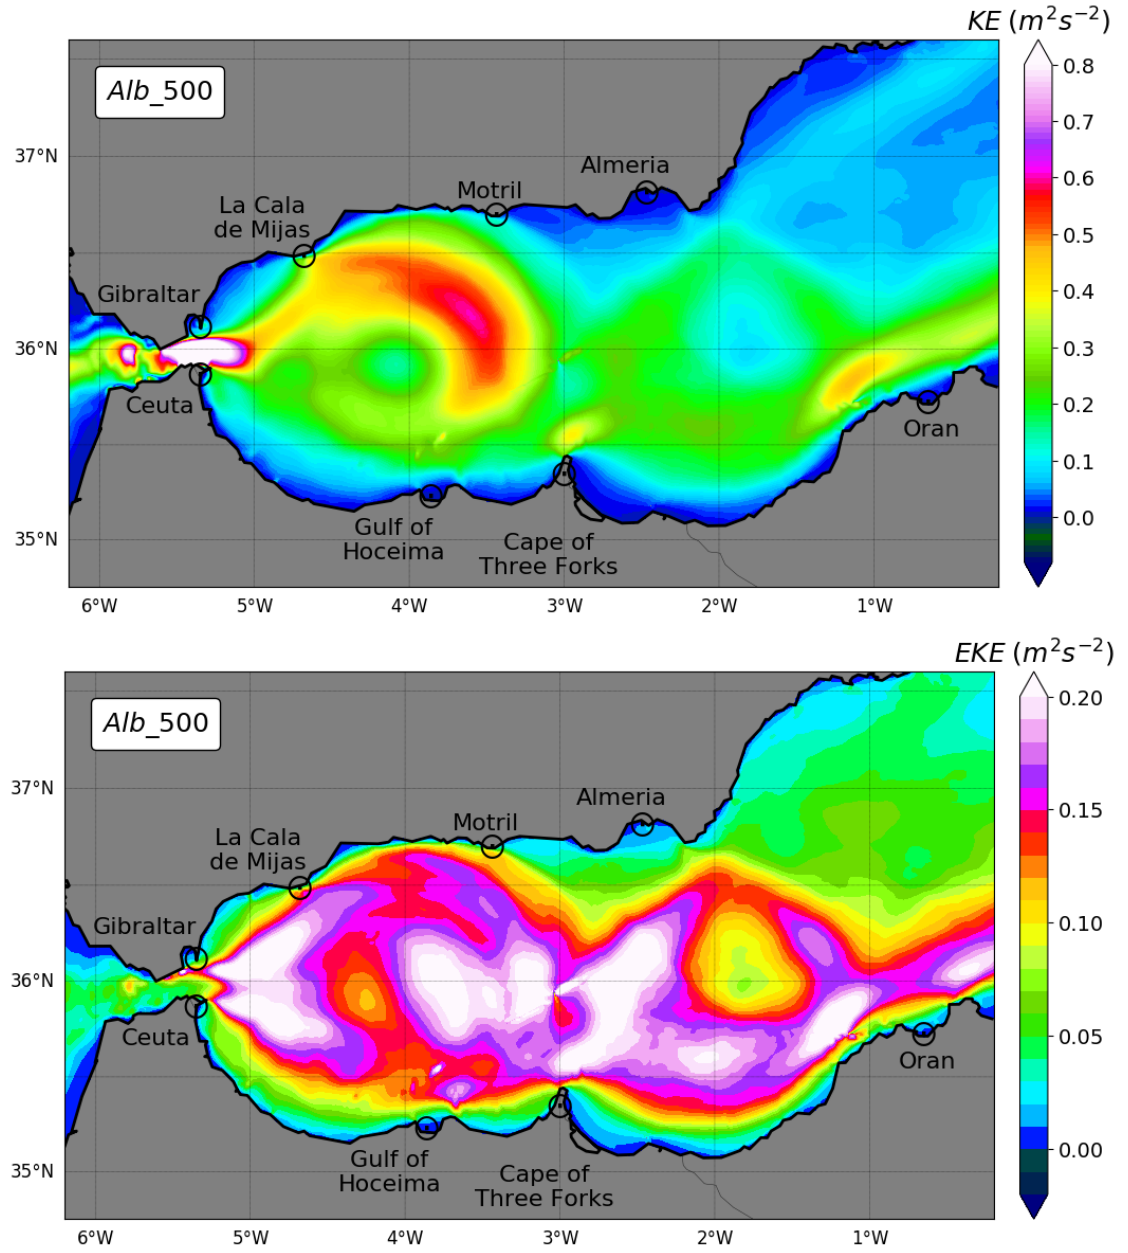 KE (m²s⁻²)
Alb_500
0.8
0.7
0.6
0.5
0.4
0.3
0.2
0.1
0.0
37°N
36°N
35°N
Almeria
Motril
La Cala
de Mijas
Gibraltar
Ceuta
Oran
Gulf of
Hoceima
Cape of
Three Forks
6°W 5°W 4°W 3°W 2°W 1°W
EKE (m²s⁻²)
Alb_500
0.20
0.15
0.10
0.05
0.00
37°N
36°N
35°N
Almeria
Motril
La Cala
de Mijas
Gibraltar
Ceuta
Oran
Gulf of
Hoceima
Cape of
Three Forks
6°W 5°W 4°W 3°W 2°W 1°W